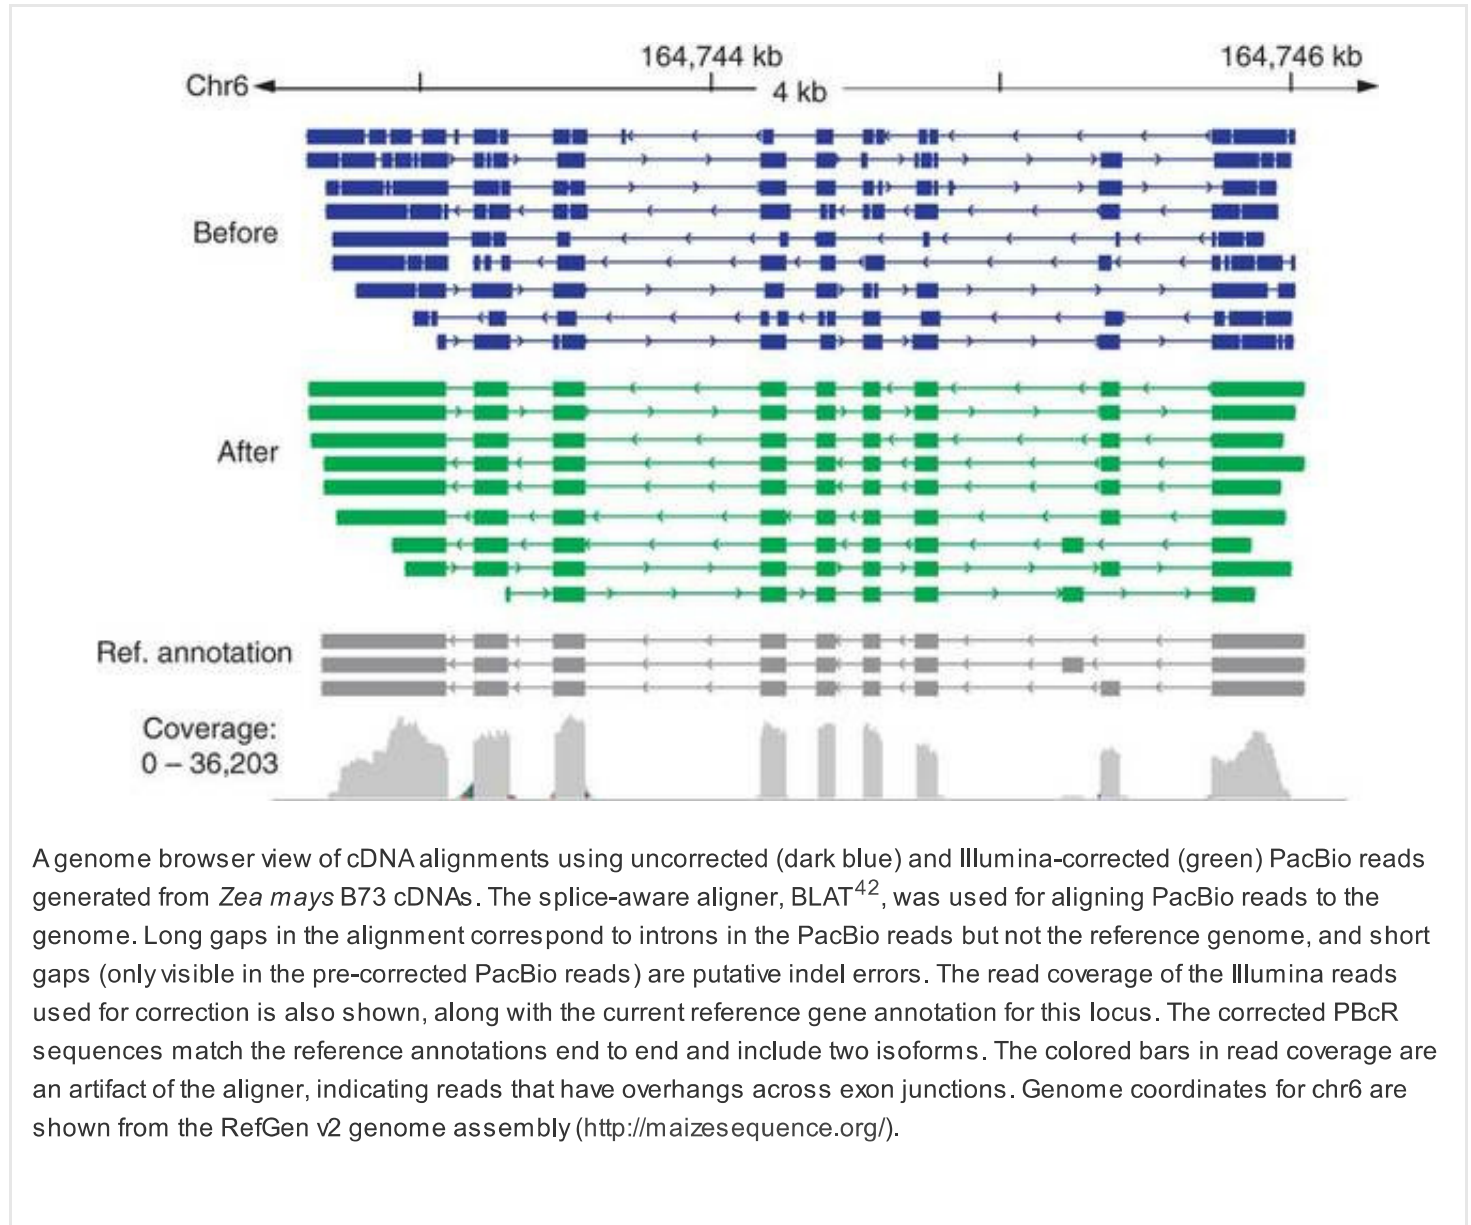 164,744 kb 164,746 kb
Chr6 4 kb
Before
After
Ref. annotation
Coverage:
0 – 36,203
A genome browser view of cDNA alignments using uncorrected (dark blue) and Illumina-corrected (green) PacBio reads
generated from Zea mays B73 cDNAs. The splice-aware aligner, BLAT42, was used for aligning PacBio reads to the
genome. Long gaps in the alignment correspond to introns in the PacBio reads but not the reference genome, and short
gaps (only visible in the pre-corrected PacBio reads) are putative indel errors. The read coverage of the Illumina reads
used for correction is also shown, along with the current reference gene annotation for this locus. The corrected PBcR
sequences match the reference annotations end to end and include two isoforms. The colored bars in read coverage are
an artifact of the aligner, indicating reads that have overhangs across exon junctions. Genome coordinates for chr6 are
shown from the RefGen v2 genome assembly (http://maizesequence.org/).